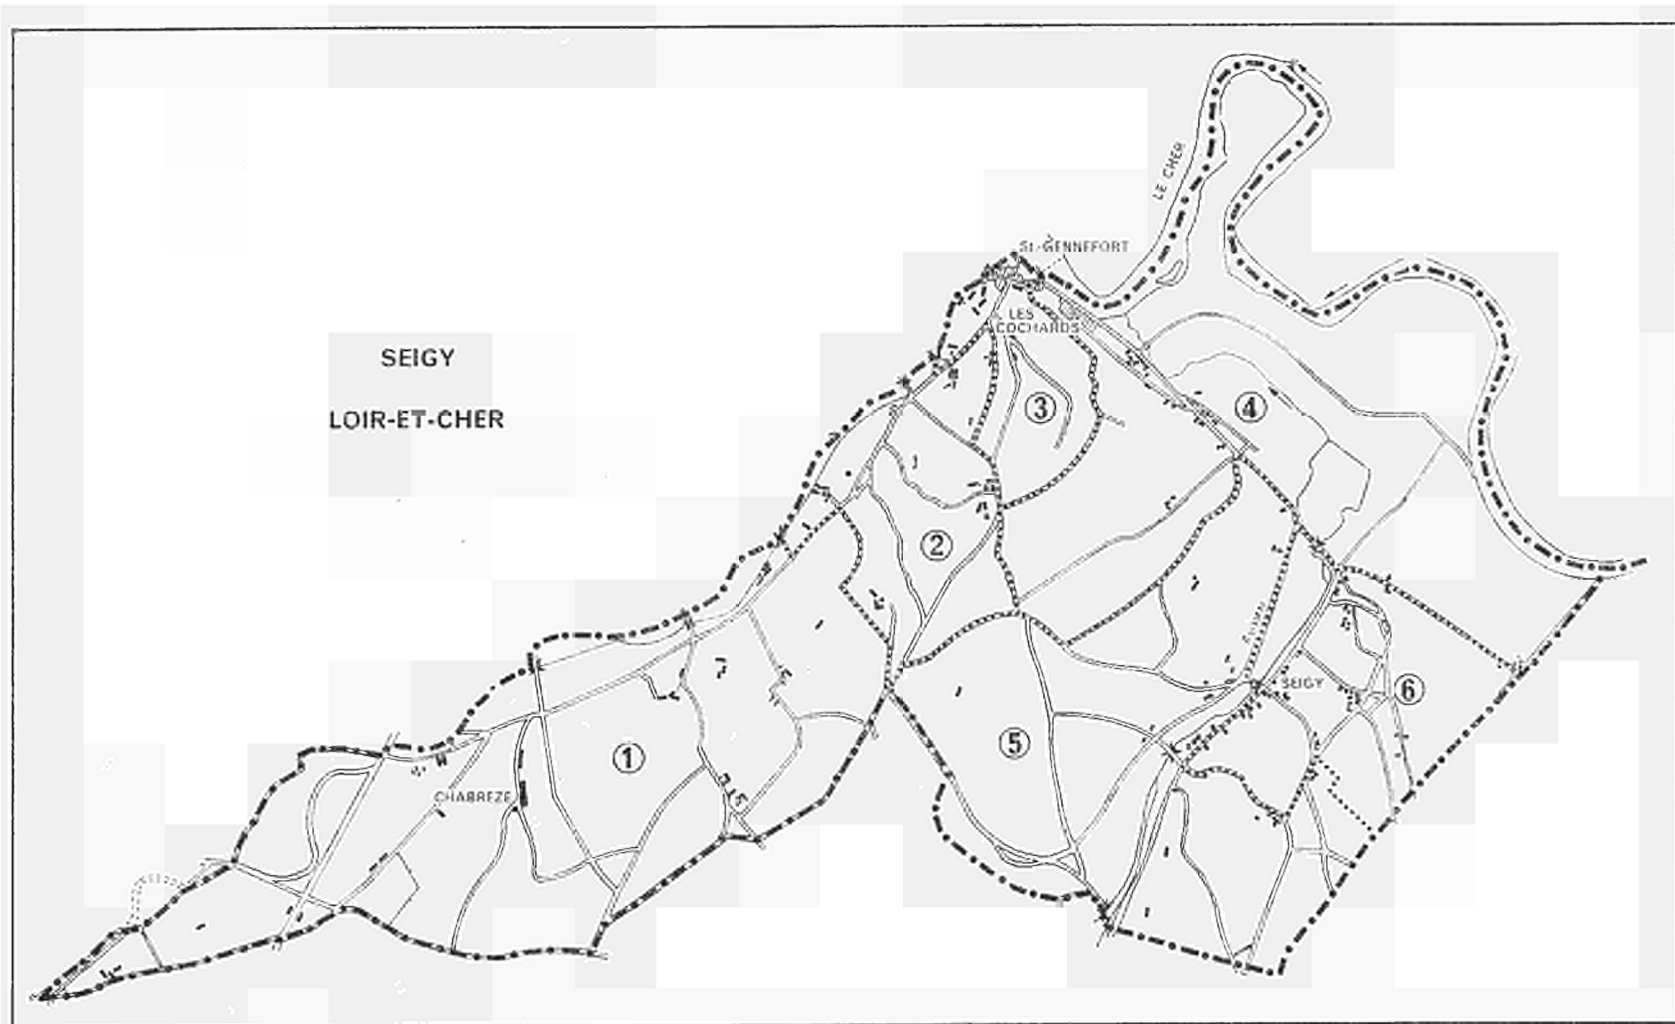 LE CHER
St-GENNEFORT
LES
COCHARDS
SEIGY
LOIR-ET-CHER
③
④
②
SEIGY
⑥
⑤
①
CHABREZE